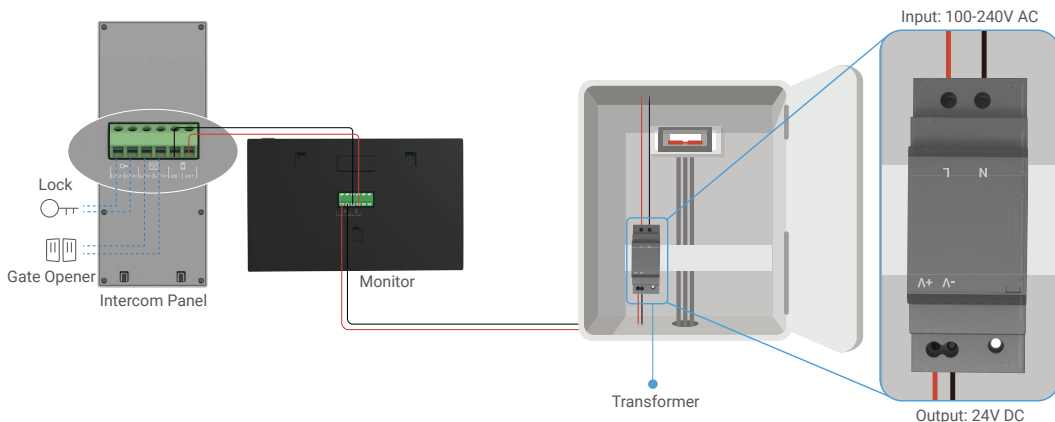 Input: 100-240V AC
Lock
Gate Opener
Intercom Panel
Monitor
Transformer
L N
V+ V-
Output: 24V DC